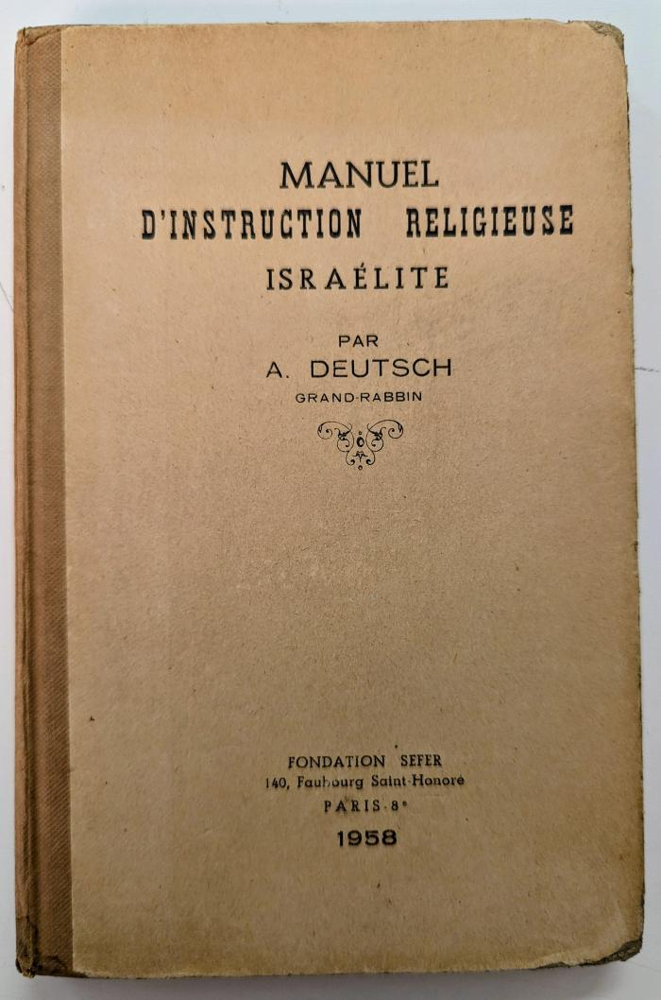 MANUEL
D'INSTRUCTION RELIGIEUSE
ISRAÉLITE
PAR
A. DEUTSCH
GRAND-RABBIN
FONDATION SEFER
140, Faubourg Saint-Honoré
PARIS-8e
1958